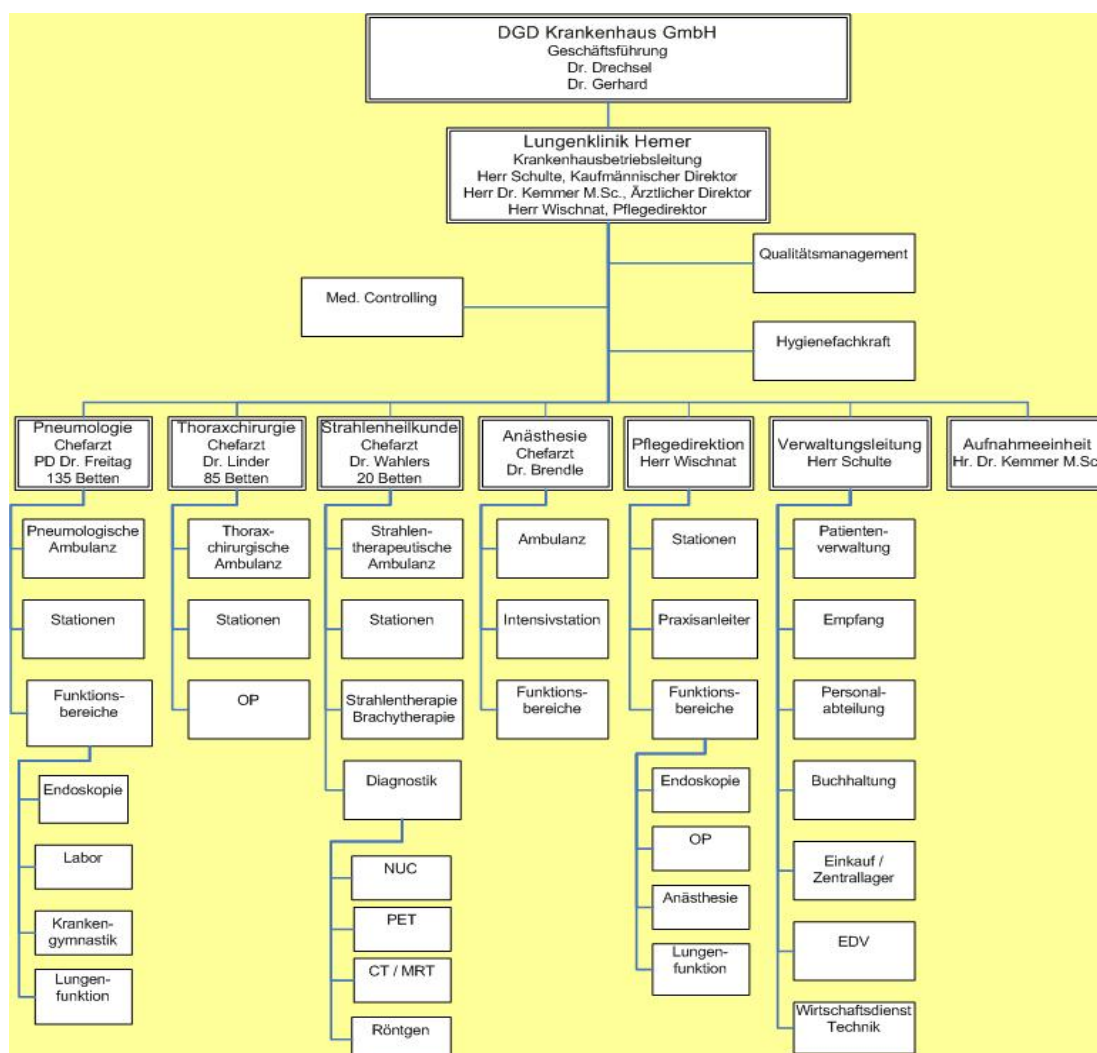 DGD Krankenhaus GmbH
Geschäftsführung
Dr. Drechsel
Dr. Gerhard
Lungenklinik Hemer
Krankenhausbetriebsleitung
Herr Schulte, Kaufmännischer Direktor
Herr Dr. Kemmer M.Sc., Ärztlicher Direktor
Herr Wischnat, Pflegedirektor
Qualitätsmanagement
Med. Controlling
Hygienefachkraft
Pneumologie
Chefarzt
PD Dr. Freitag
135 Betten
Thoraxchirurgie
Chefarzt
Dr. Linder
85 Betten
Strahlenheilkunde
Chefarzt
Dr. Wahlers
20 Betten
Anästhesie
Chefarzt
Dr. Brendle
Pflegedirektion
Herr Wischnat
Verwaltungsleitung
Herr Schulte
Aufnahmeeinheit
Hr. Dr. Kemmer M.Sc
Pneumologische
Ambulanz
Stationen
Funktions-
bereiche
Endoskopie
Labor
Kranken-
gymnastik
Lungen-
funktion
Thorax-
chirurgische
Ambulanz
Stationen
OP
Strahlen-
therapeutische
Ambulanz
Stationen
Strahlentherapie
Brachytherapie
Diagnostik
NUC
PET
CT / MRT
Röntgen
Ambulanz
Intensivstation
Funktions-
bereiche
Stationen
Praxisanleiter
Funktions-
bereiche
Endoskopie
OP
Anästhesie
Lungen-
funktion
Patienten-
verwaltung
Empfang
Personal-
abteilung
Buchhaltung
Einkauf /
Zentrallager
EDV
Wirtschaftsdienst
Technik